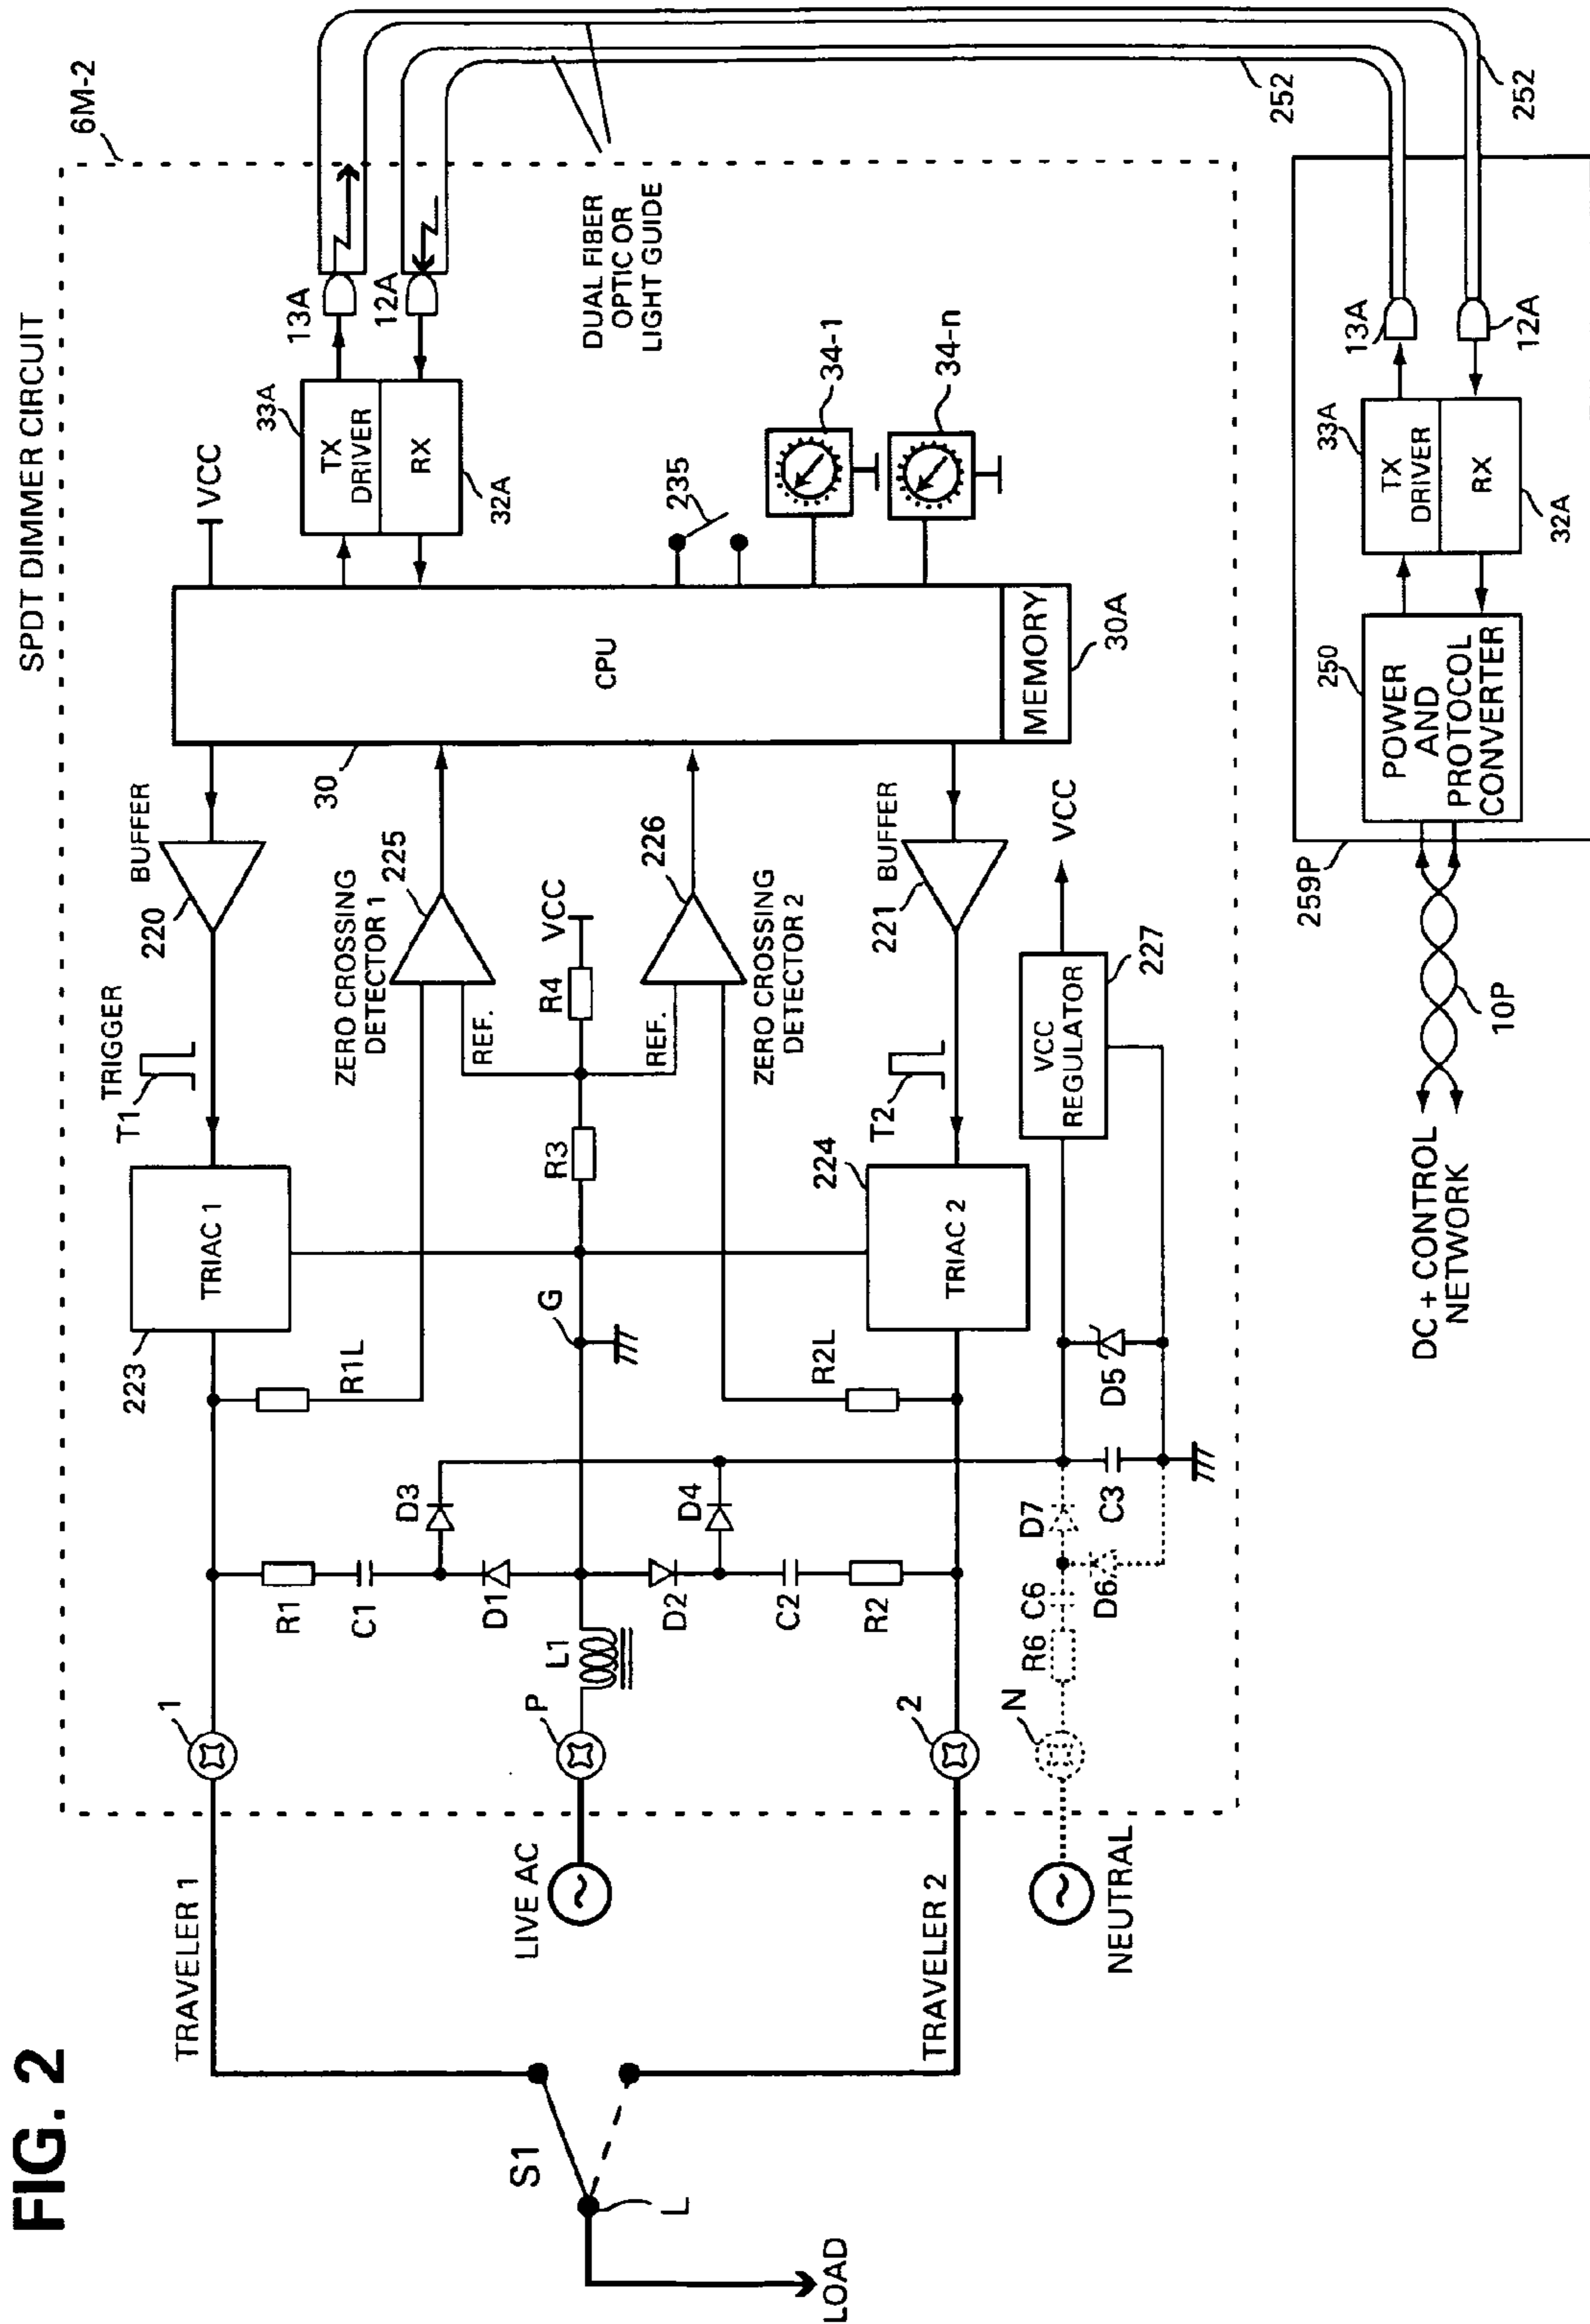 FIG. 2
SPDT DIMMER CIRCUIT
6M-2
TRAVELER 1
1
223
TRIAC 1
T1
TRIGGER
220
BUFFER
VCC
33A
TX
DRIVER
RX
32A
13A
12A
252
252
R1
C1
D3
D1
R1L
ZERO CROSSING
DETECTOR 1
225
REF.
30
CPU
MEMORY
30A
DUAL FIBER
OPTIC OR
LIGHT GUIDE
S1
L
LOAD
LIVE AC
P
L1
G
R3
R4
VCC
235
34-1
34-n
D2
D4
C2
R2
R2L
REF.
226
ZERO CROSSING
DETECTOR 2
TRAVELER 2
2
224
TRIAC 2
T2
221
BUFFER
NEUTRAL
N
R6
C6
D7
D6
C3
D5
VCC
REGULATOR
227
VCC
DC + CONTROL
NETWORK
10P
259P
250
POWER
AND
PROTOCOL
CONVERTER
33A
TX
DRIVER
RX
32A
13A
12A